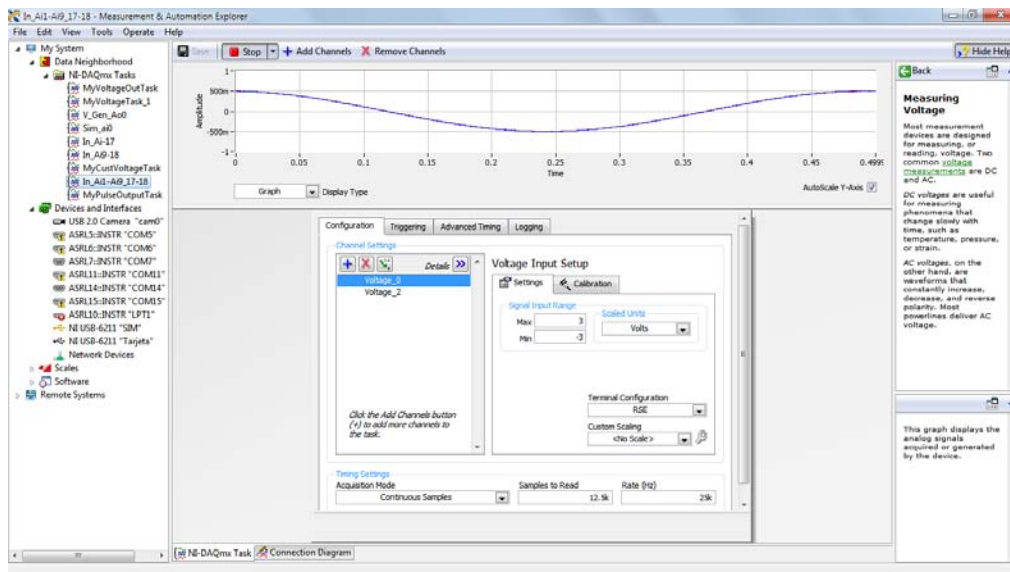 In_Ai1-Ai9_17-18 - Measurement & Automation Explorer
File Edit View Tools Operate Help
My System
Data Neighborhood
NI-DAQmx Tasks
MyVoltageOutTask
MyVoltageTask_1
V_Gen_Ao0
Sim_ai0
In_Ai-17
In_Ai9-18
MyCustVoltageTask
In_Ai1-Ai9_17-18
MyPulseOutputTask
Devices and Interfaces
USB 2.0 Camera "cam0"
ASRL5::INSTR "COM5"
ASRL6::INSTR "COM6"
ASRL7::INSTR "COM7"
ASRL11::INSTR "COM11"
ASRL14::INSTR "COM14"
ASRL15::INSTR "COM15"
ASRL10::INSTR "LPT1"
NI USB-6211 "SIM"
NI USB-6211 "Tarjeta"
Network Devices
Scales
Software
Remote Systems
Save Stop Add Channels Remove Channels Hide Help
Amplitude
1-
500m-
0-
-500m-
-1-
0 0.05 0.1 0.15 0.2 0.25 0.3 0.35 0.4 0.45 0.4999
Time
Graph Display Type AutoScale Y-Axis
Configuration Triggering Advanced Timing Logging
Channel Settings
Details
Voltage_0
Voltage_2
Click the Add Channels button
(+) to add more channels to
the task.
Voltage Input Setup
Settings Calibration
Signal Input Range
Max 3
Min -3
Scaled Units
Volts
Terminal Configuration
RSE
Custom Scaling
<No Scale>
Timing Settings
Acquisition Mode Samples to Read Rate (Hz)
Continuous Samples 12.5k 25k
NI-DAQmx Task Connection Diagram
Back
Measuring
Voltage
Most measurement
devices are designed
for measuring, or
reading, voltage. Two
common voltage
measurements are DC
and AC.
DC voltages are useful
for measuring
phenomena that
change slowly with
time, such as
temperature, pressure,
or strain.
AC voltages, on the
other hand, are
waveforms that
constantly increase,
decrease, and reverse
polarity. Most
powerlines deliver AC
voltage.
This graph displays the
analog signals
acquired or generated
by the device.